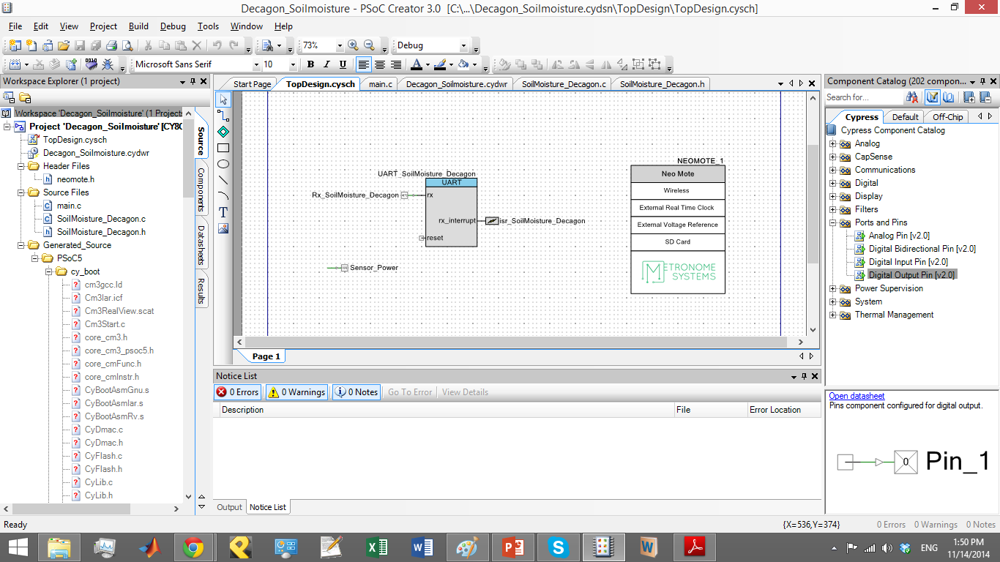 Decagon_Soilmoisture - PSoC Creator 3.0 [C:\...\Decagon_Soilmoisture.cydsn\TopDesign\TopDesign.cysch]
File Edit View Project Build Debug Tools Window Help
73% Debug
Microsoft Sans Serif 10 B I U A
Workspace Explorer (1 project)
Workspace 'Decagon_Soilmoisture' (1 Projects
Project 'Decagon_Soilmoisture' [CY8C
TopDesign.cysch
Decagon_Soilmoisture.cydwr
Header Files
neomote.h
Source Files
main.c
SoilMoisture_Decagon.c
SoilMoisture_Decagon.h
Generated_Source
PSoC5
cy_boot
cm3gcc.ld
Cm3Iar.icf
Cm3RealView.scat
Cm3Start.c
core_cm3.h
core_cm3_psoc5.h
core_cmFunc.h
core_cmInstr.h
CyBootAsmGnu.s
CyBootAsmIar.s
CyBootAsmRv.s
CyDmac.c
CyDmac.h
CyFlash.c
CyFlash.h
CyLib.c
CyLib.h
Source
Components
Datasheets
Results
Start Page TopDesign.cysch main.c Decagon_Soilmoisture.cydwr SoilMoisture_Decagon.c SoilMoisture_Decagon.h
T
UART_SoilMoisture_Decagon
UART
Rx_SoilMoisture_Decagon rx
rx_interrupt isr_SoilMoisture_Decagon
reset
Sensor_Power
NEOMOTE_1
Neo Mote
Wireless
External Real Time Clock
External Voltage Reference
SD Card
METRONOME
SYSTEMS
Page 1
Notice List
0 Errors 0 Warnings 0 Notes Go To Error View Details
Description File Error Location
Output Notice List
Component Catalog (202 compon...
Search for...
Cypress Default Off-Chip
Cypress Component Catalog
Analog
CapSense
Communications
Digital
Display
Filters
Ports and Pins
Analog Pin [v2.0]
Digital Bidirectional Pin [v2.0]
Digital Input Pin [v2.0]
Digital Output Pin [v2.0]
Power Supervision
System
Thermal Management
Open datasheet
Pins component configured for digital output.
0 Pin_1
Ready {X=536,Y=374} 0 Errors 0 Warnings 0 Notes
ENG
1:50 PM
11/14/2014